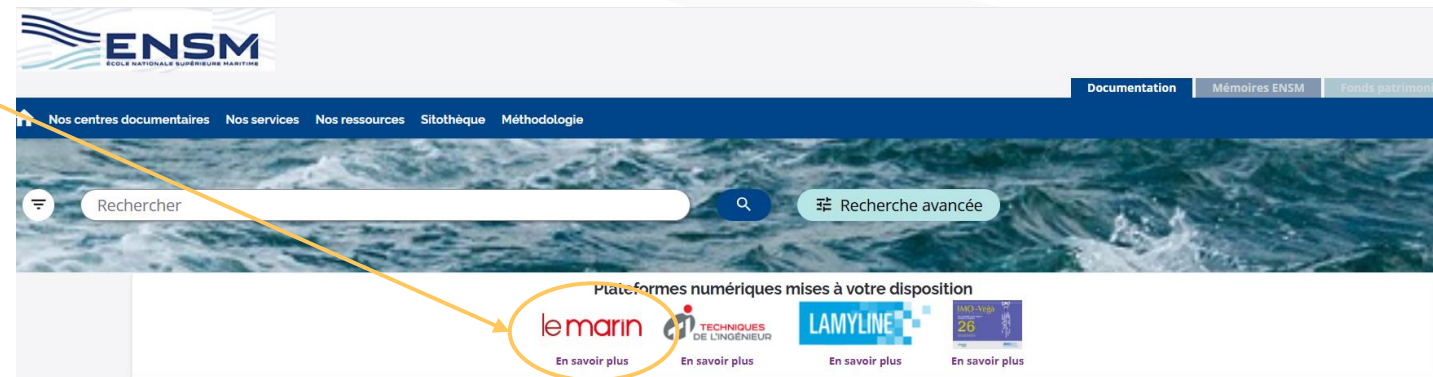 ENSM
ÉCOLE NATIONALE SUPÉRIEURE MARITIME
Documentation Mémoires ENSM Fonds patrimoni
Nos centres documentaires Nos services Nos ressources Sitothèque Méthodologie
Rechercher Recherche avancée
Plateformes numériques mises à votre disposition
le marin TECHNIQUES DE L'INGÉNIEUR LAMYLINE IMO-Vega 26
En savoir plus En savoir plus En savoir plus En savoir plus